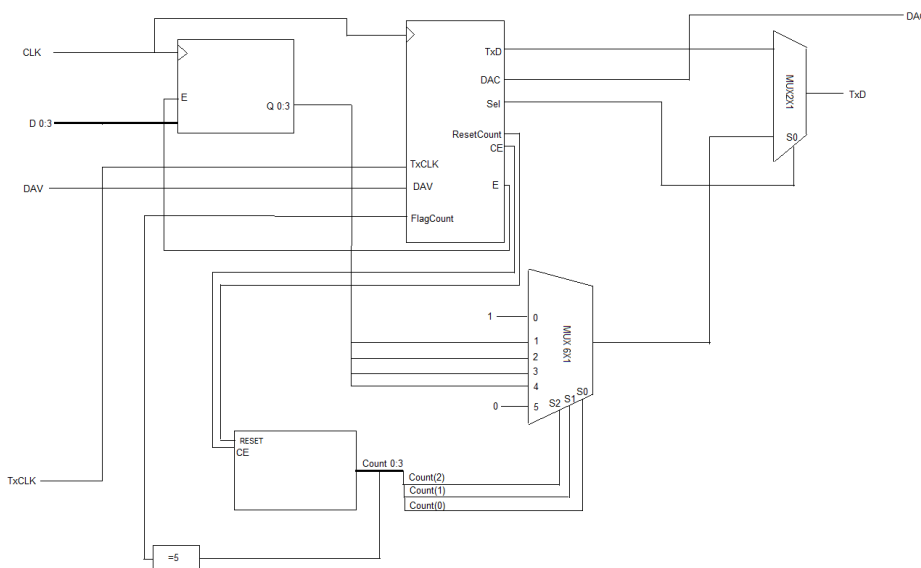 DAC
CLK
TxD
MUX2X1
E
DAC
TxD
Q 0:3
Sel
D 0:3
ResetCount
S0
CE
TxCLK
DAV
DAV
E
FlagCount
1
0
MUX 6X1
1
2
3
4
S0
0
5
S2
S1
RESET
CE
Count 0:3
TxCLK
Count(2)
Count(1)
Count(0)
=5